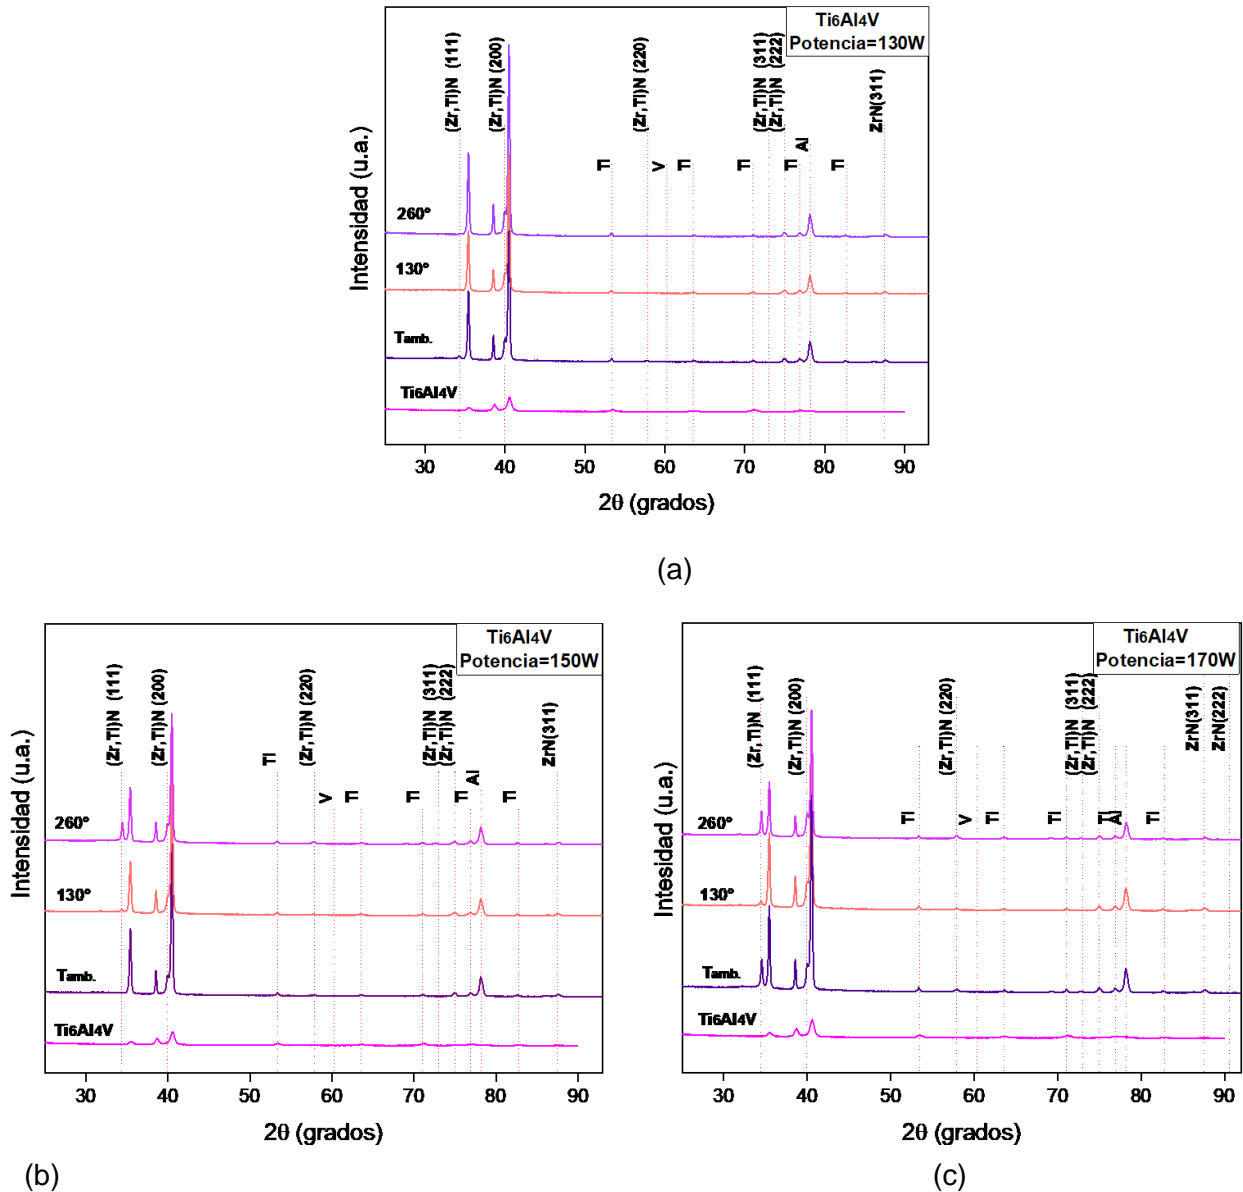 Ti6Al4V
Potencia=130W
(Zr,Ti)N (111)
(Zr,Ti)N (200)
(Zr,Ti)N (220)
(Zr,Ti)N (311)
(Zr,Ti)N (222)
ZrN(311)
Ti
V
Ti
Ti
Ti
Al
Ti
260°
130°
Tamb.
Ti6Al4V
Intensidad (u.a.)
30 40 50 60 70 80 90
2θ (grados)
(a)
Ti6Al4V
Potencia=150W
(Zr,Ti)N (111)
(Zr,Ti)N (200)
Ti
(Zr,Ti)N (220)
V
Ti
Ti
(Zr,Ti)N (311)
(Zr,Ti)N (222)
Ti
Al
Ti
ZrN(311)
260°
130°
Tamb.
Ti6Al4V
Intensidad (u.a.)
30 40 50 60 70 80 90
2θ (grados)
(b)
Ti6Al4V
Potencia=170W
(Zr,Ti)N (111)
(Zr,Ti)N (200)
Ti
(Zr,Ti)N (220)
V
Ti
Ti
(Zr,Ti)N (311)
(Zr,Ti)N (222)
Ti
Al
Ti
ZrN(311)
ZrN(222)
260°
130°
Tamb.
Ti6Al4V
Intesidad (u.a.)
30 40 50 60 70 80 90
2θ (grados)
(c)